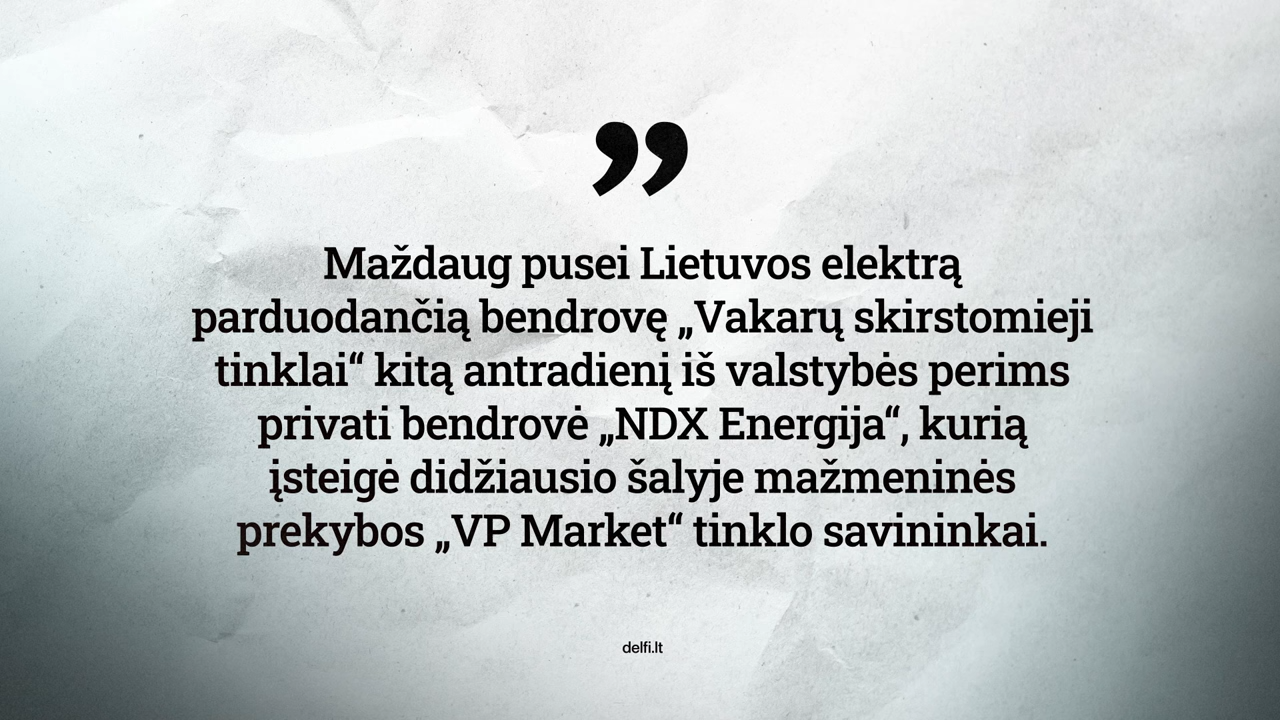 ”
Maždaug pusei Lietuvos elektrą
parduodančią bendrovę „Vakarų skirstomieji
tinklai“ kitą antradienį iš valstybės perims
privati bendrovė „NDX Energija“, kurią
įsteigė didžiausio šalyje mažmeninės
prekybos „VP Market“ tinklo savininkai.
delfi.lt